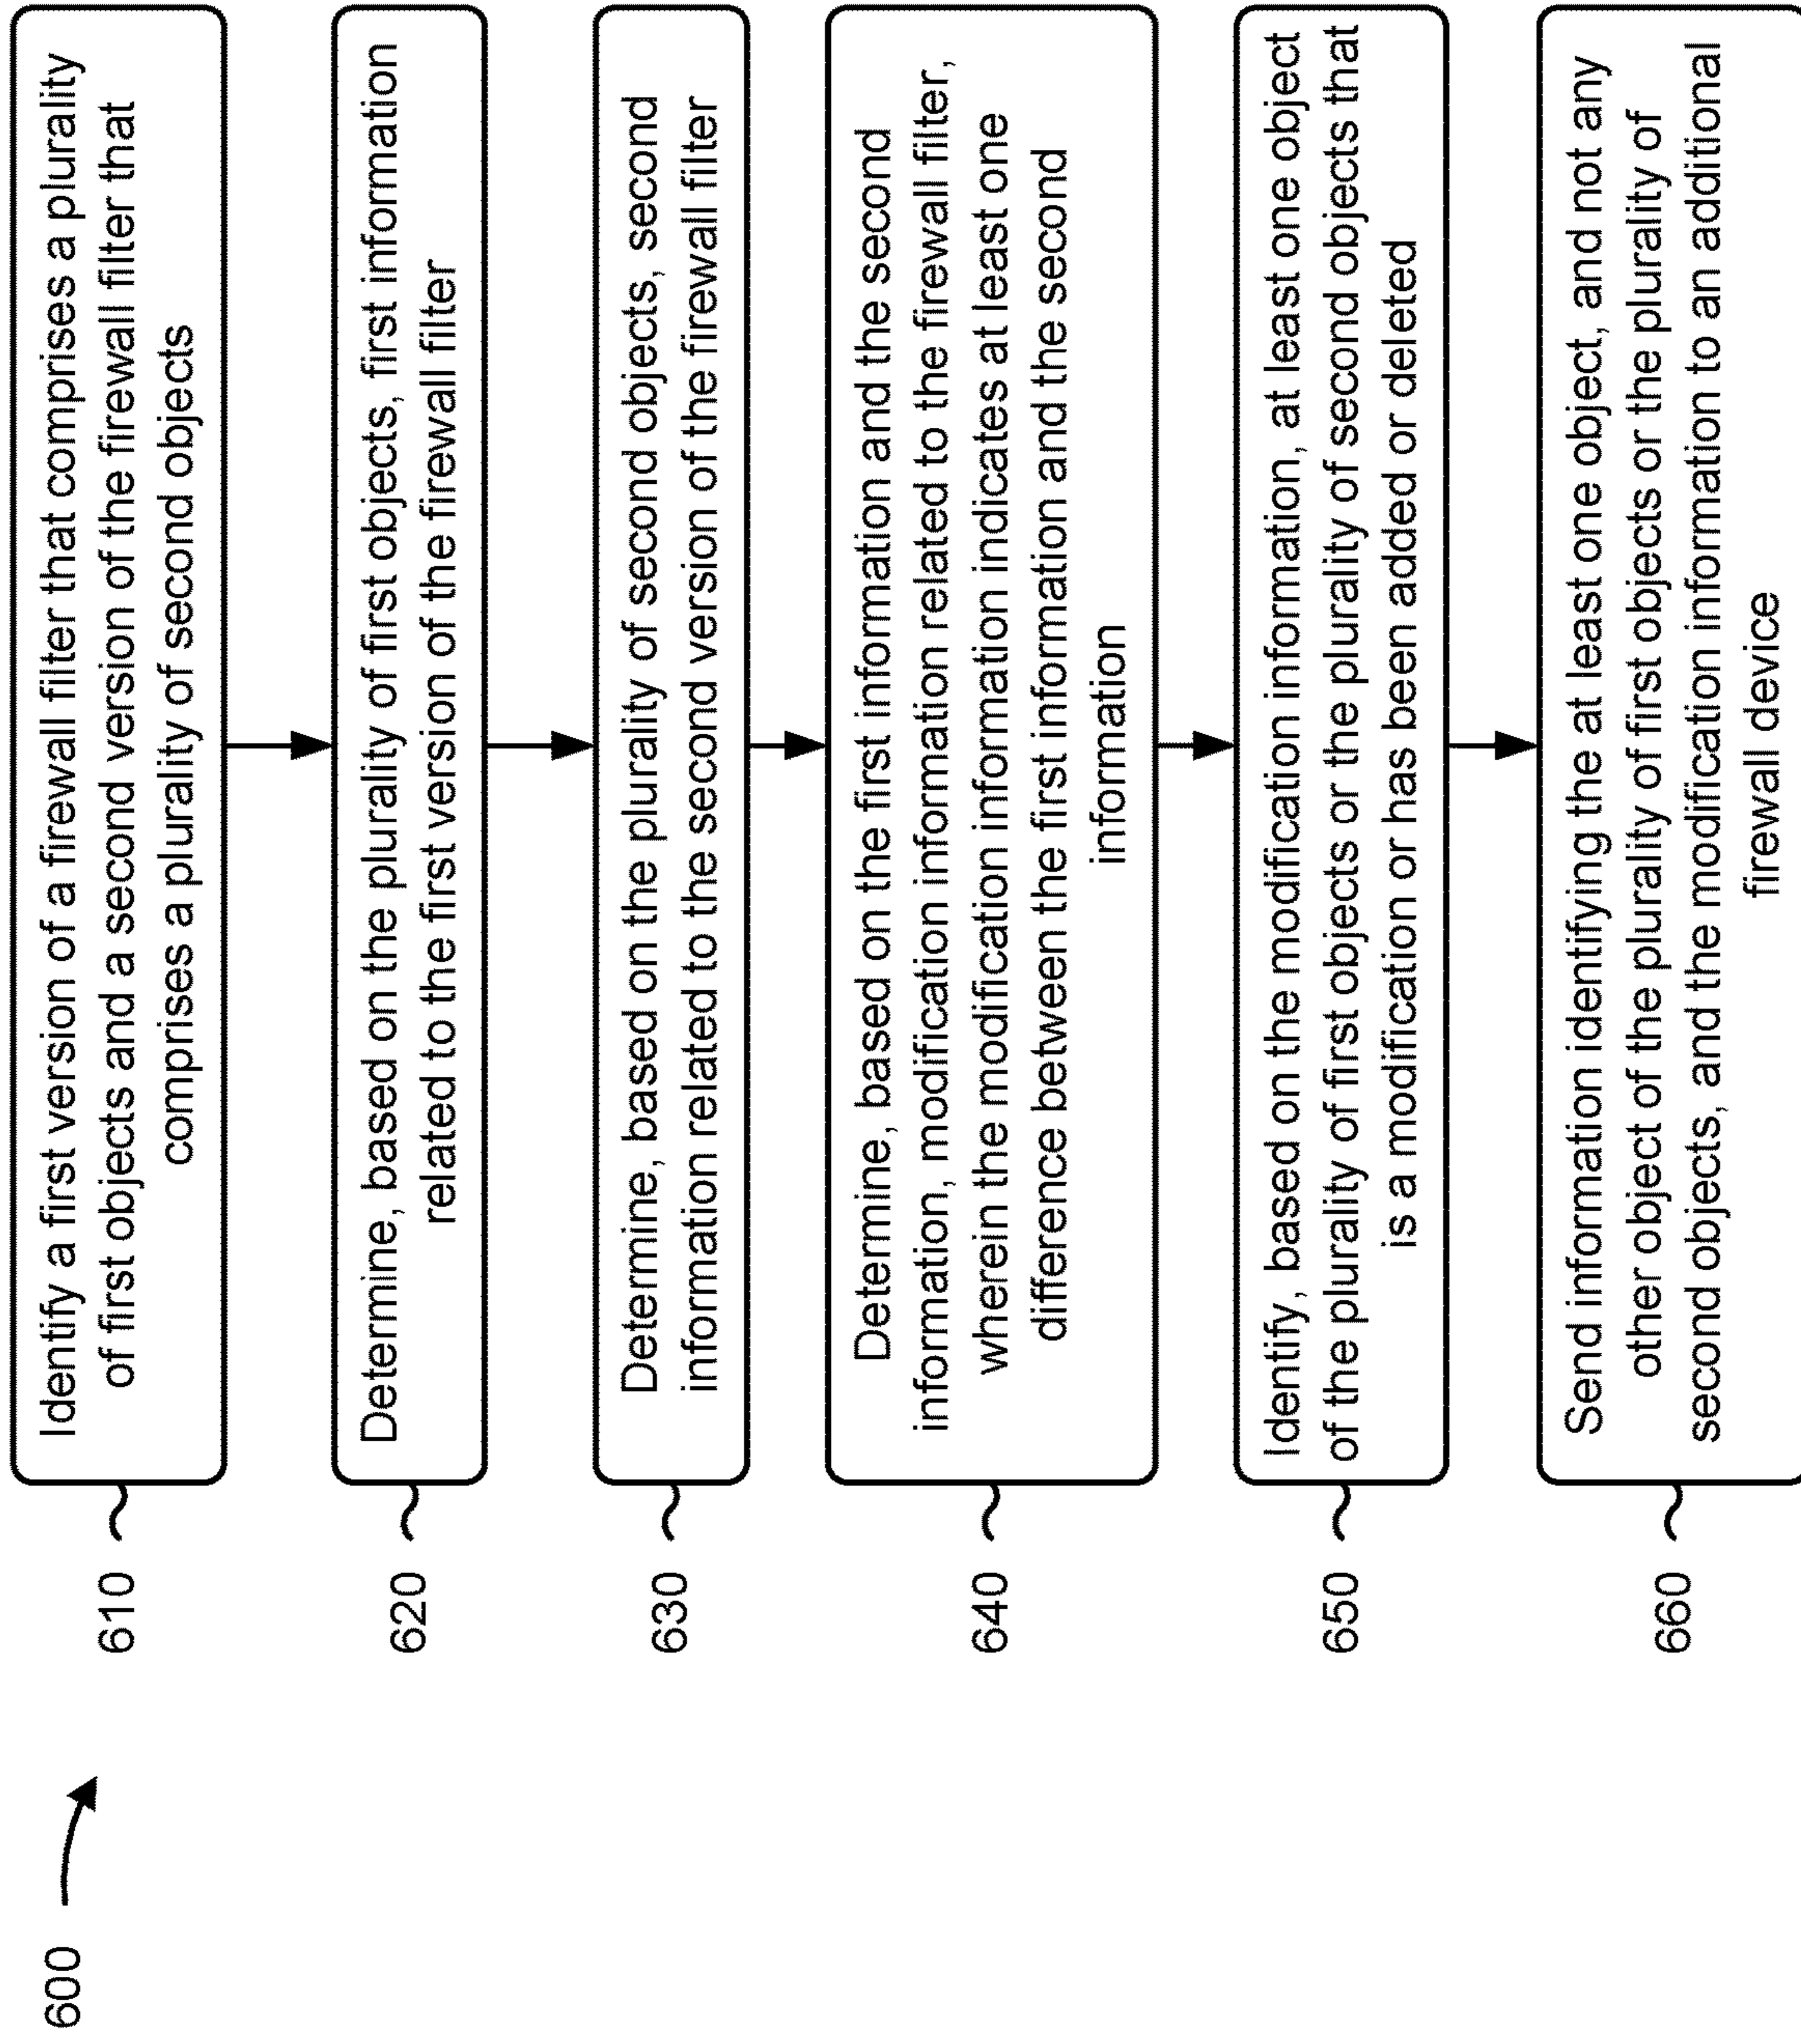 600
610
Identify a first version of a firewall filter that comprises a plurality
of first objects and a second version of the firewall filter that
comprises a plurality of second objects
620
Determine, based on the plurality of first objects, first information
related to the first version of the firewall filter
630
Determine, based on the plurality of second objects, second
information related to the second version of the firewall filter
640
Determine, based on the first information and the second
information, modification information related to the firewall filter,
wherein the modification information indicates at least one
difference between the first information and the second
information
650
Identify, based on the modification information, at least one object
of the plurality of first objects or the plurality of second objects that
is a modification or has been added or deleted
660
Send information identifying the at least one object, and not any
other object of the plurality of first objects or the plurality of
second objects, and the modification information to an additional
firewall device